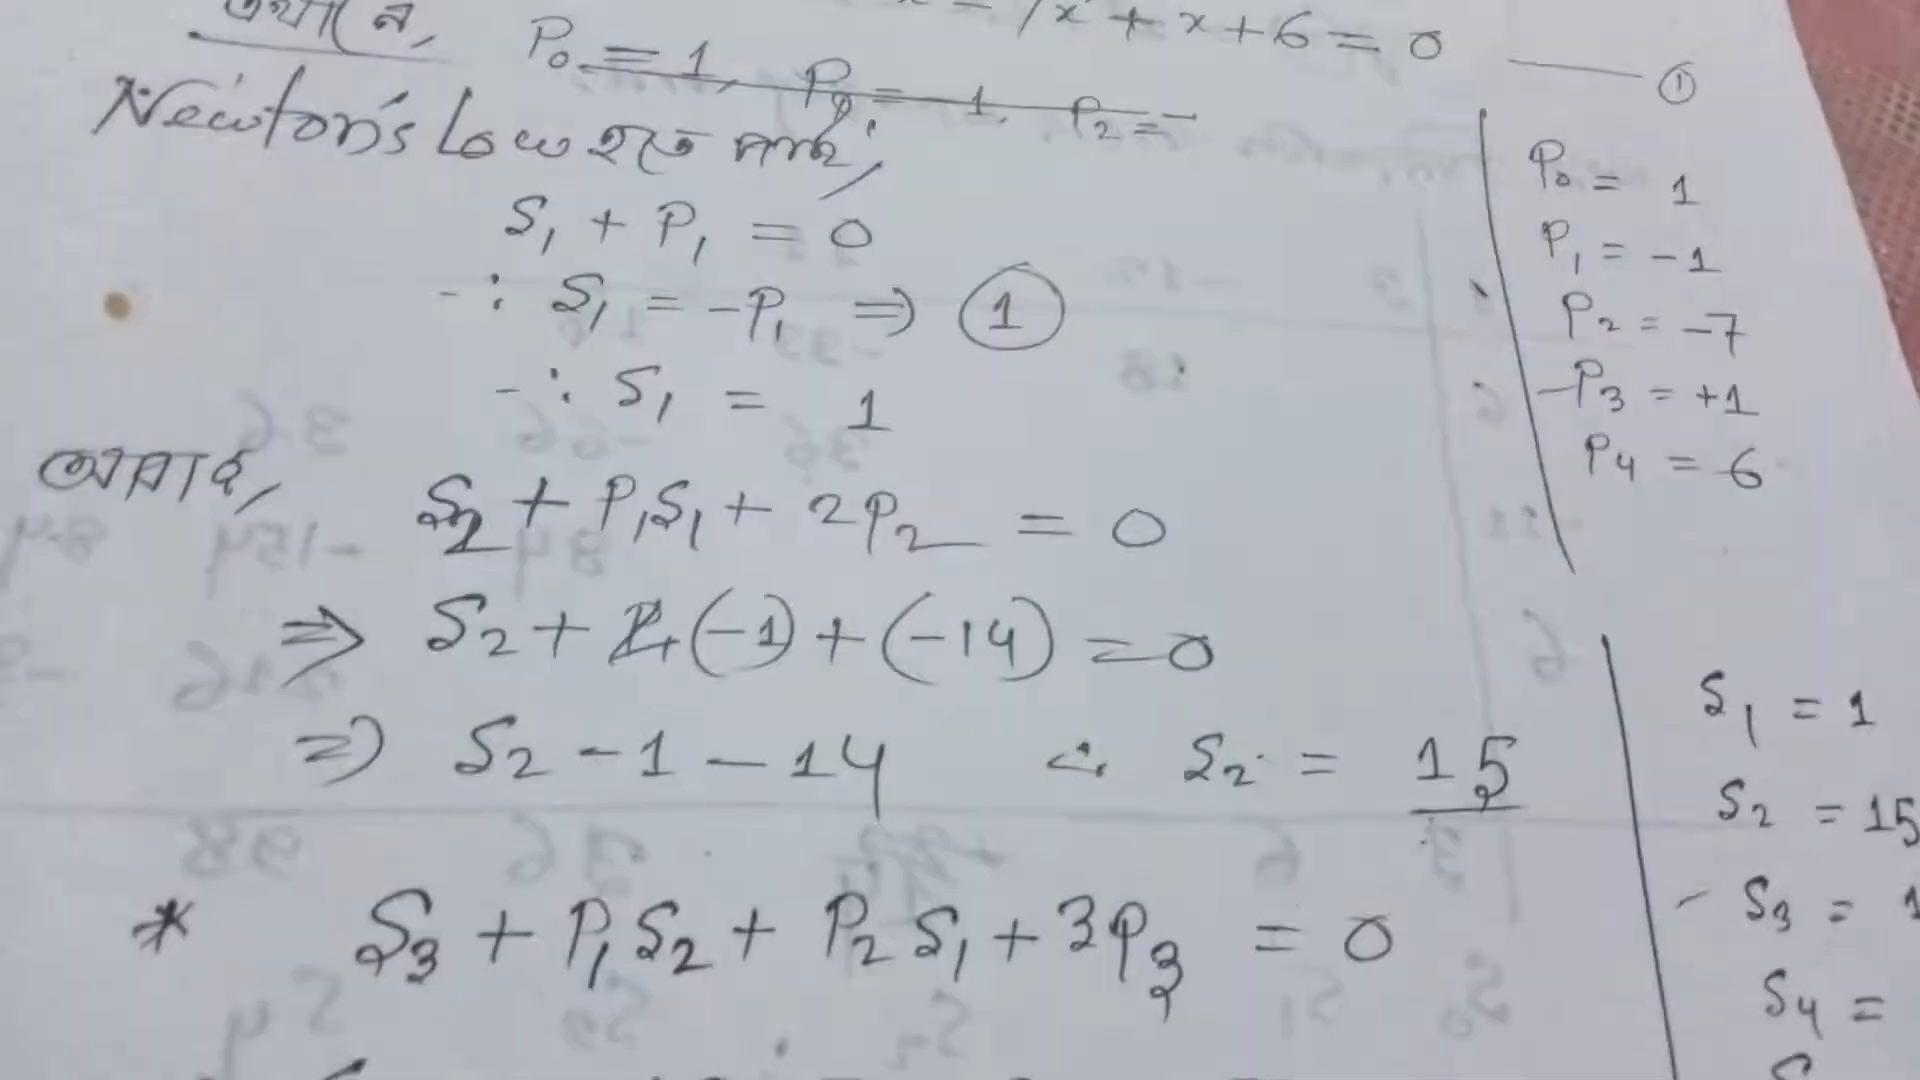 - 7x + x + 6 = 0 ——— ①
এখানে, P₀ = 1, P₁ = 1, P₂ = -
Newton's Low হতে পাই,
S₁ + P₁ = 0
∴ S₁ = -P₁ ⇒ ①
∴ S₁ = 1
আবার, S₂ + P₁S₁ + 2P₂ = 0
⇒ S₂ + (-1) + (-14) = 0
⇒ S₂ - 1 - 14 ∴ S₂ = 15
* S₃ + P₁S₂ + P₂S₁ + 3P₃ = 0
P₀ = 1
P₁ = -1
P₂ = -7
P₃ = +1
P₄ = 6
S₁ = 1
S₂ = 15
S₃ = 1
S₄ =